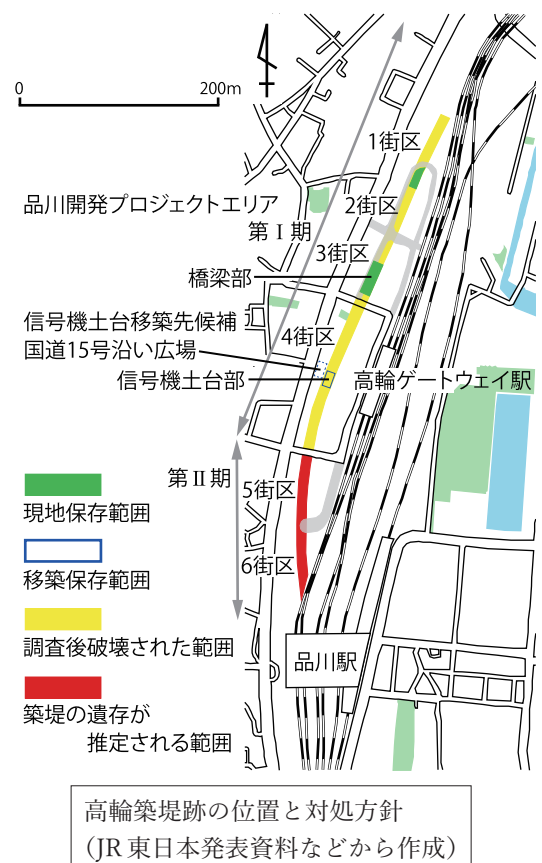 0
200m
1街区
品川開発プロジェクトエリア
2街区
第Ⅰ期
3街区
橋梁部
信号機土台移築先候補
国道15号沿い広場
4街区
信号機土台部
高輪ゲートウェイ駅
第Ⅱ期
5街区
6街区
現地保存範囲
移築保存範囲
調査後破壊された範囲
築堤の遺存が
推定される範囲
品川駅
高輪築堤跡の位置と対処方針
(JR東日本発表資料などから作成)